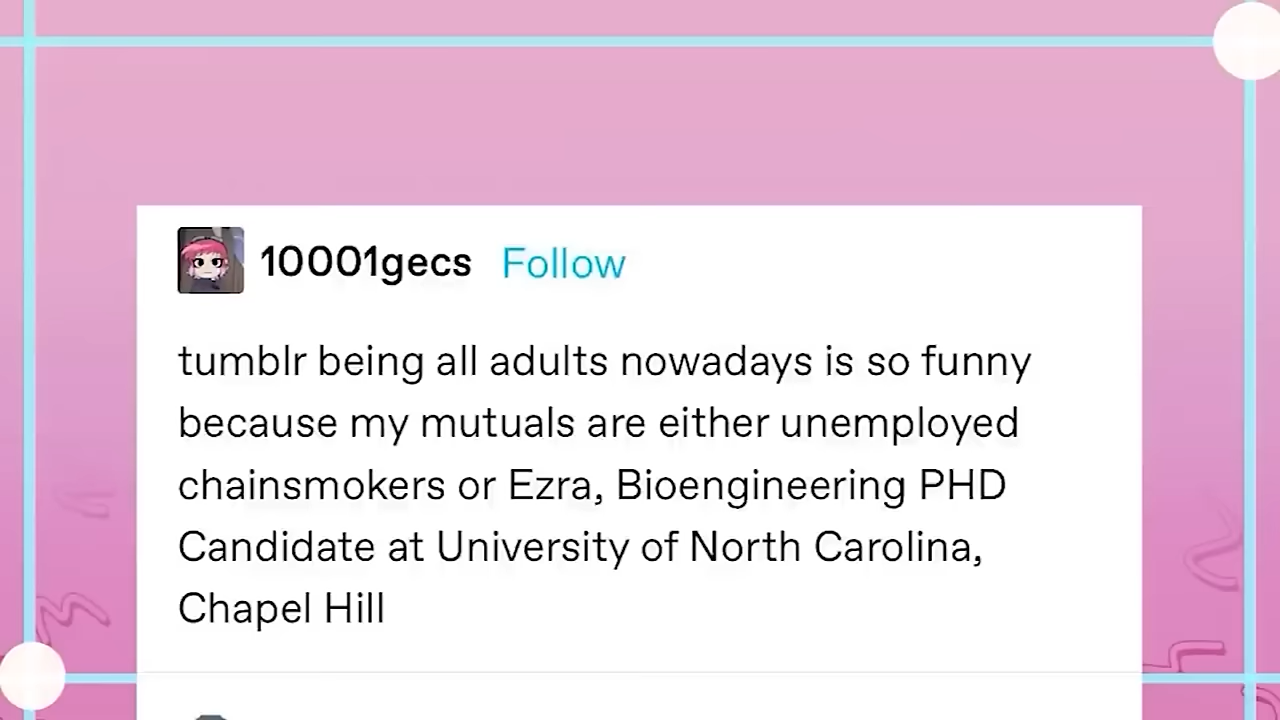 10001gecs Follow
tumblr being all adults nowadays is so funny
because my mutuals are either unemployed
chainsmokers or Ezra, Bioengineering PHD
Candidate at University of North Carolina,
Chapel Hill